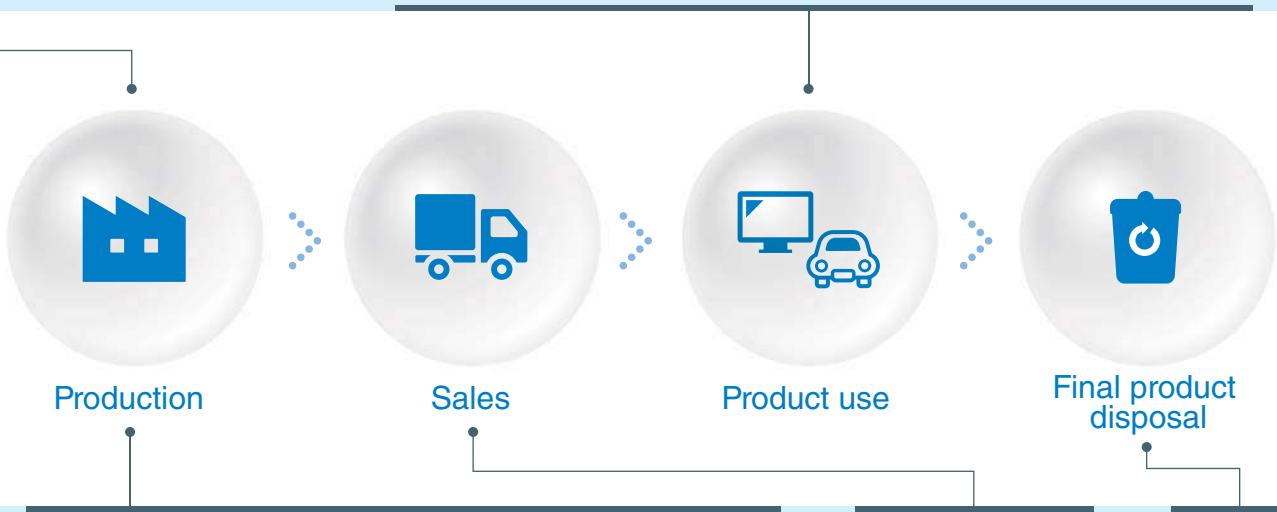 Production
Sales
Product use
Final product
disposal